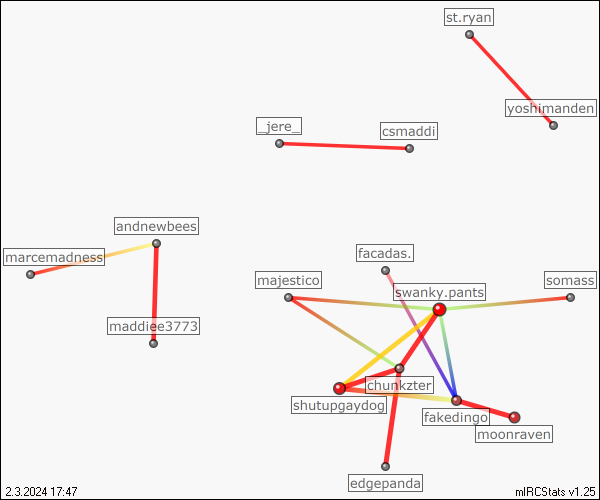 st.ryan
yoshimanden
_jere_
csmaddi
andnewbees
marcemadness
facadas.
majestico
swanky.pants
somass
maddiee3773
chunkzter
shutupgaydog
fakedingo
moonraven
edgepanda
2.3.2024 17:47
mIRCStats v1.25